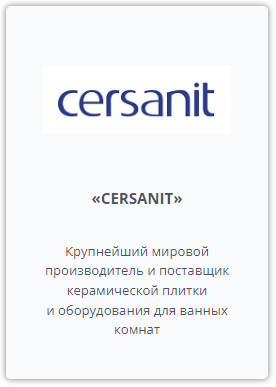 cersanit
«CERSANIT»
Крупнейший мировой
производитель и поставщик
керамической плитки
и оборудования для ванных
комнат